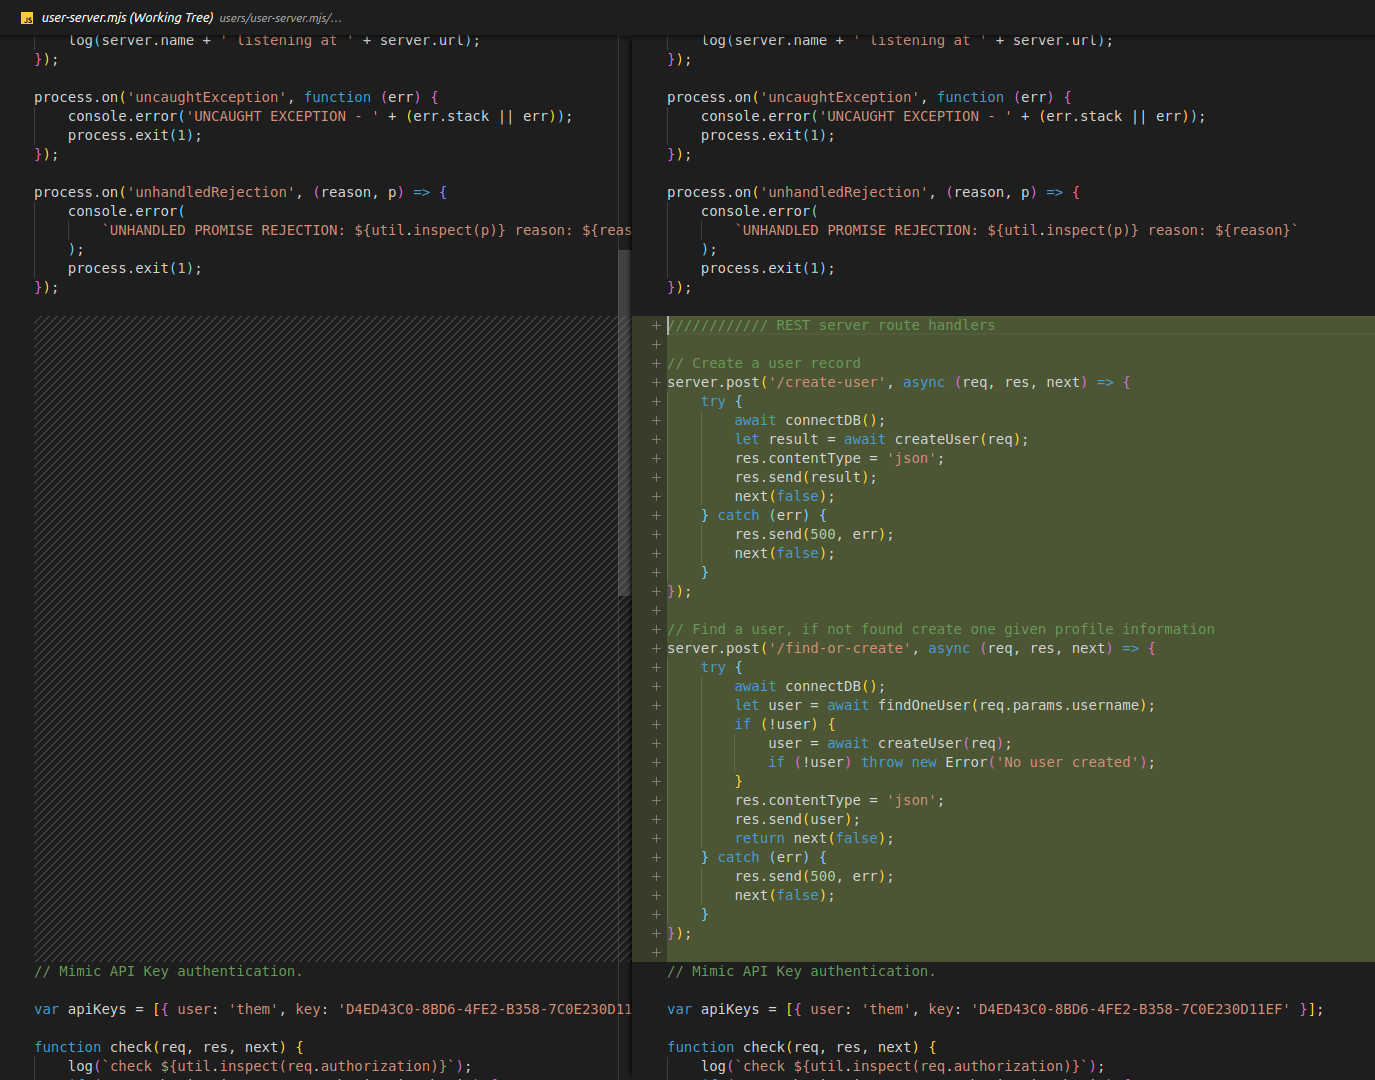 user-server.mjs (Working Tree) users/user-server.mjs/...
log(server.name + ' listening at ' + server.url);
});
process.on('uncaughtException', function (err) {
console.error('UNCAUGHT EXCEPTION - ' + (err.stack || err));
process.exit(1);
});
process.on('unhandledRejection', (reason, p) => {
console.error(
`UNHANDLED PROMISE REJECTION: ${util.inspect(p)} reason: ${reas
);
process.exit(1);
});
// Mimic API Key authentication.
var apiKeys = [{ user: 'them', key: 'D4ED43C0-8BD6-4FE2-B358-7C0E230D11
function check(req, res, next) {
log(`check ${util.inspect(req.authorization)}`);
log(server.name + ' listening at ' + server.url);
});
process.on('uncaughtException', function (err) {
console.error('UNCAUGHT EXCEPTION - ' + (err.stack || err));
process.exit(1);
});
process.on('unhandledRejection', (reason, p) => {
console.error(
`UNHANDLED PROMISE REJECTION: ${util.inspect(p)} reason: ${reason}`
);
process.exit(1);
});
+ //////////// REST server route handlers
+
+ // Create a user record
+ server.post('/create-user', async (req, res, next) => {
+ try {
+ await connectDB();
+ let result = await createUser(req);
+ res.contentType = 'json';
+ res.send(result);
+ next(false);
+ } catch (err) {
+ res.send(500, err);
+ next(false);
+ }
+ });
+
+ // Find a user, if not found create one given profile information
+ server.post('/find-or-create', async (req, res, next) => {
+ try {
+ await connectDB();
+ let user = await findOneUser(req.params.username);
+ if (!user) {
+ user = await createUser(req);
+ if (!user) throw new Error('No user created');
+ }
+ res.contentType = 'json';
+ res.send(user);
+ return next(false);
+ } catch (err) {
+ res.send(500, err);
+ next(false);
+ }
+ });
+
// Mimic API Key authentication.
var apiKeys = [{ user: 'them', key: 'D4ED43C0-8BD6-4FE2-B358-7C0E230D11EF' }];
function check(req, res, next) {
log(`check ${util.inspect(req.authorization)}`);